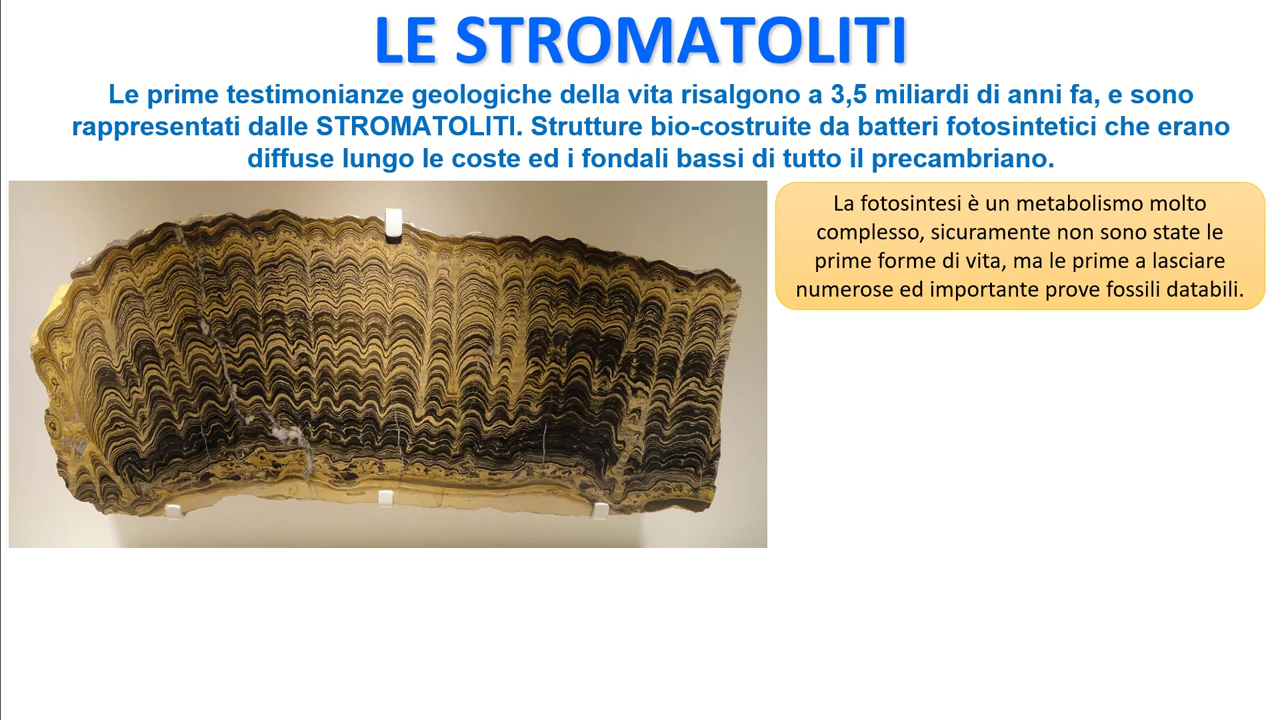 LE STROMATOLITI
Le prime testimonianze geologiche della vita risalgono a 3,5 miliardi di anni fa, e sono
rappresentati dalle STROMATOLITI. Strutture bio-costruite da batteri fotosintetici che erano
diffuse lungo le coste ed i fondali bassi di tutto il precambriano.
La fotosintesi è un metabolismo molto
complesso, sicuramente non sono state le
prime forme di vita, ma le prime a lasciare
numerose ed importante prove fossili databili.